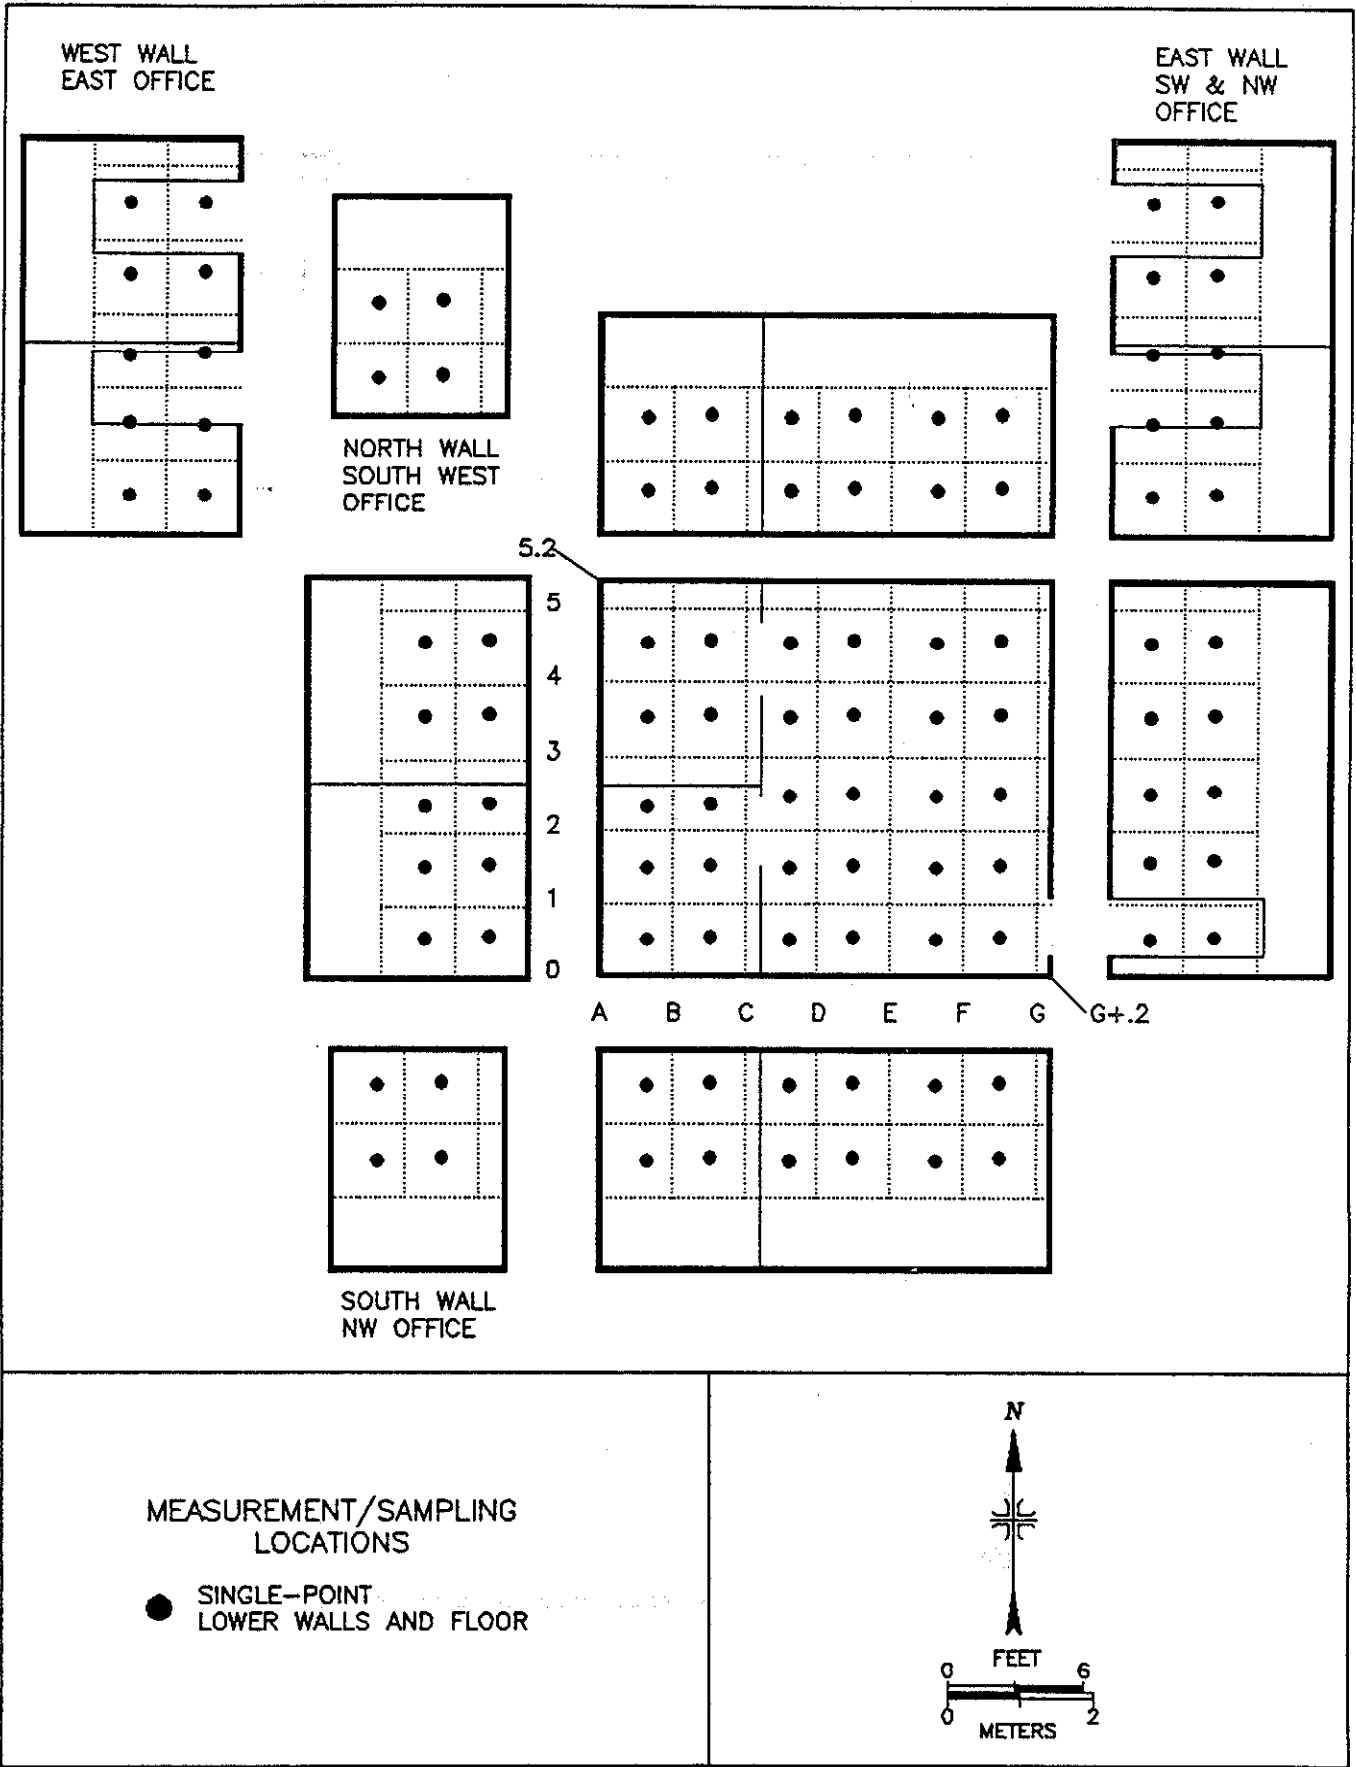 WEST WALL
EAST OFFICE
EAST WALL
SW & NW
OFFICE
NORTH WALL
SOUTH WEST
OFFICE
5.2
5
4
3
2
1
0
A B C D E F G G+.2
SOUTH WALL
NW OFFICE
MEASUREMENT/SAMPLING
LOCATIONS
SINGLE-POINT
LOWER WALLS AND FLOOR
N
FEET
0 6
0 2
METERS